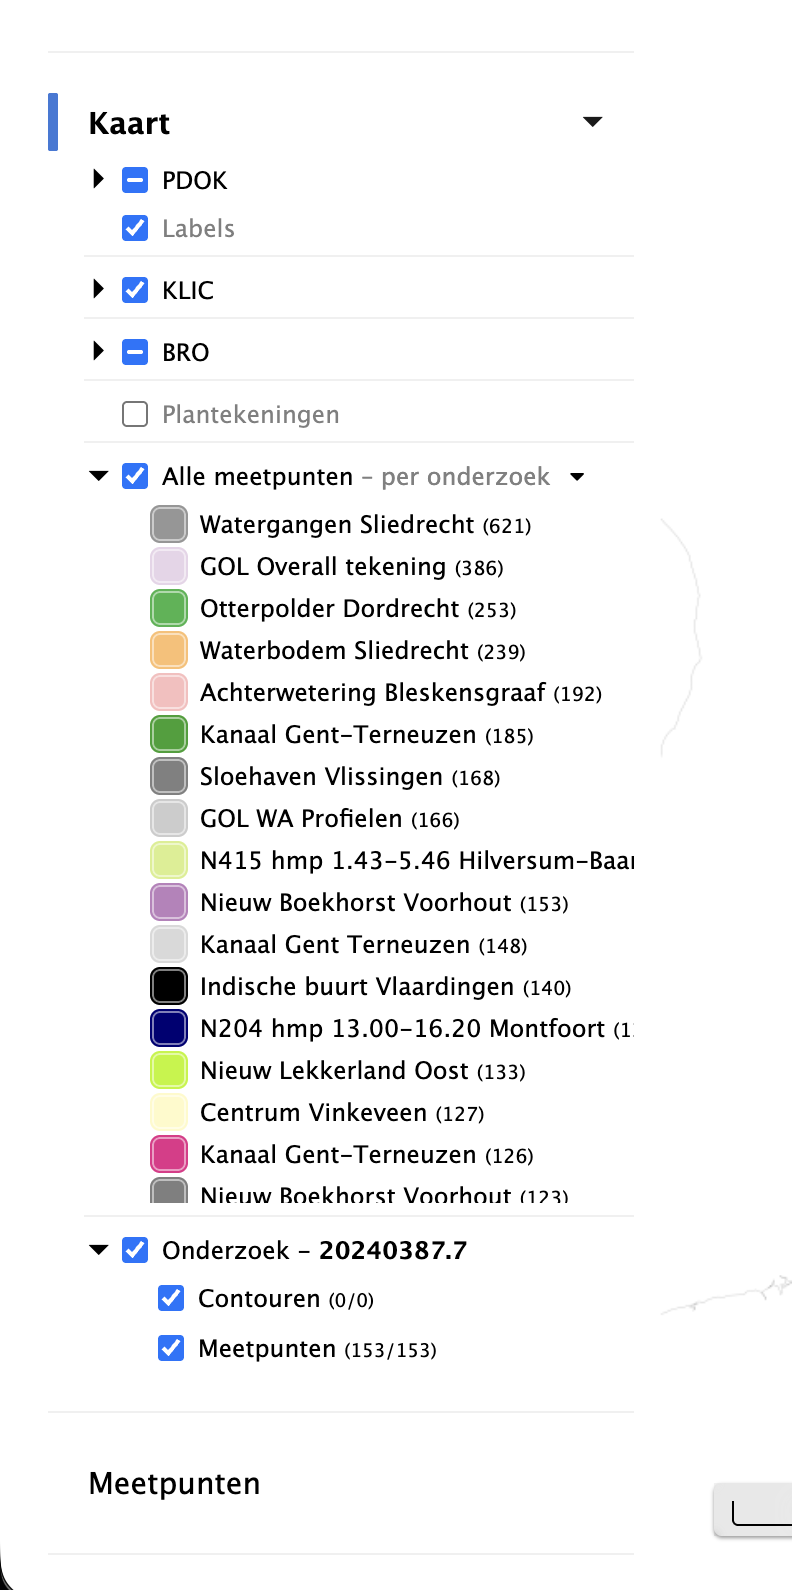 Kaart
PDOK
Labels
KLIC
BRO
Plantekeningen
Alle meetpunten – per onderzoek
Watergangen Sliedrecht (621)
GOL Overall tekening (386)
Otterpolder Dordrecht (253)
Waterbodem Sliedrecht (239)
Achterwetering Bleskensgraaf (192)
Kanaal Gent-Terneuzen (185)
Sloehaven Vlissingen (168)
GOL WA Profielen (166)
N415 hmp 1.43-5.46
Nieuw Boekhorst Voorhout (153)
Kanaal Gent Terneuzen (148)
Indische buurt Vlaardingen (140)
N204 hmp 13.00-16.20 Montfoort
Nieuw Lekkerland Oost (133)
Centrum Vinkeveen (127)
Kanaal Gent-Terneuzen (126)
Nieuw Boekhorst Voorhout (123)
Onderzoek – 20240387.7
Contouren (0/0)
Meetpunten (153/153)
Meetpunten